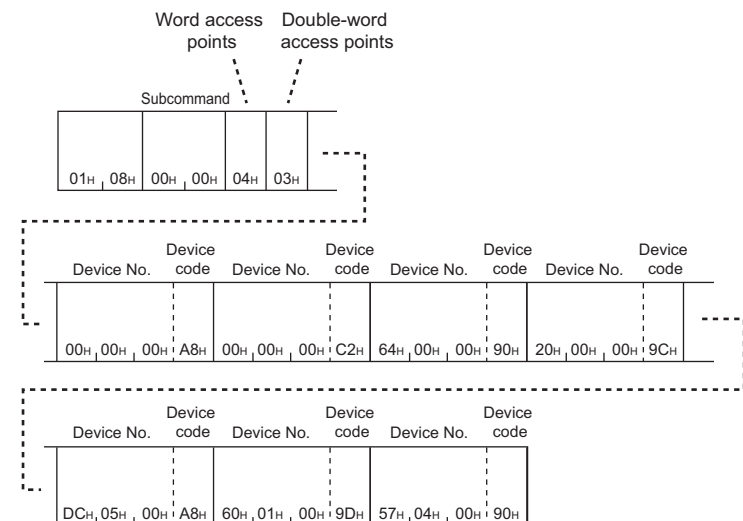 Word access points
Double-word access points
Subcommand
01H 08H 00H 00H 04H 03H
Device No. Device code Device No. Device code Device No. Device code Device No. Device code
00H 00H 00H A8H 00H 00H 00H C2H 64H 00H 00H 90H 20H 00H 00H 9CH
Device No. Device code Device No. Device code Device No. Device code
DCH 05H 00H A8H 60H 01H 00H 9DH 57H 04H 00H 90H